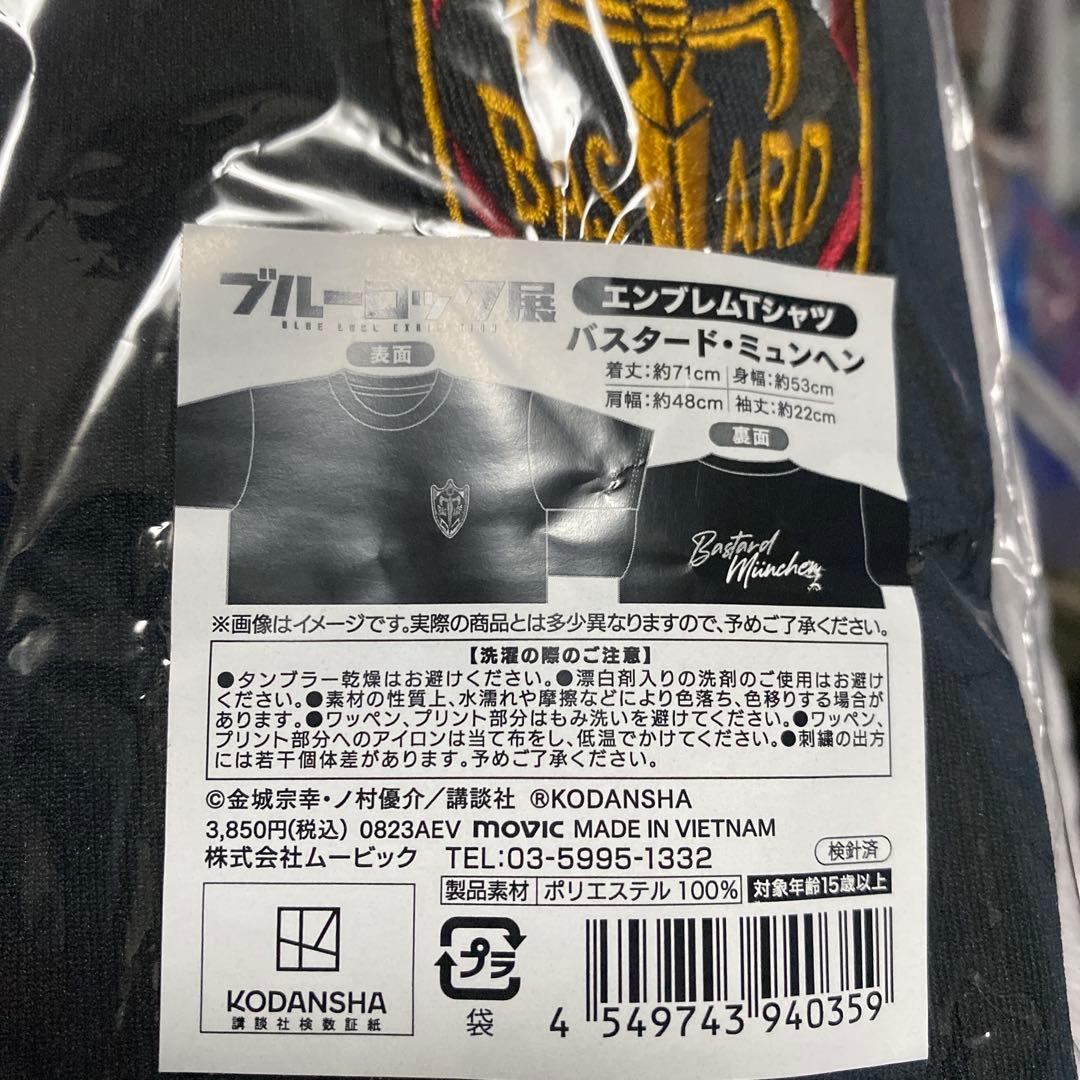 BASTARD
ブルーロック展
BLUE LOCK EXHIBITION
エンブレムTシャツ
バスタード・ミュンヘン
着丈:約71cm 身幅:約53cm
肩幅:約48cm 袖丈:約22cm
表面
裏面
Bastard
München
※画像はイメージです。実際の商品とは多少異なりますので、予めご了承ください。
【洗濯の際のご注意】
●タンブラー乾燥はお避けください。●漂白剤入りの洗剤のご使用はお避け
ください。●素材の性質上、水濡れや摩擦などにより色落ち、色移りする場合が
あります。●ワッペン、プリント部分はもみ洗いを避けてください。●ワッペン、
プリント部分へのアイロンは当て布をし、低温でかけてください。●刺繍の出方
には若干個体差があります。予めご了承ください。
©金城宗幸・ノ村優介／講談社 ®KODANSHA
3,850円(税込) 0823AEV movic MADE IN VIETNAM
株式会社ムービック TEL:03-5995-1332
検針済
製品素材 ポリエステル 100%
対象年齢15歳以上
KODANSHA
講談社検数証紙
プラ
袋
4 549743 940359